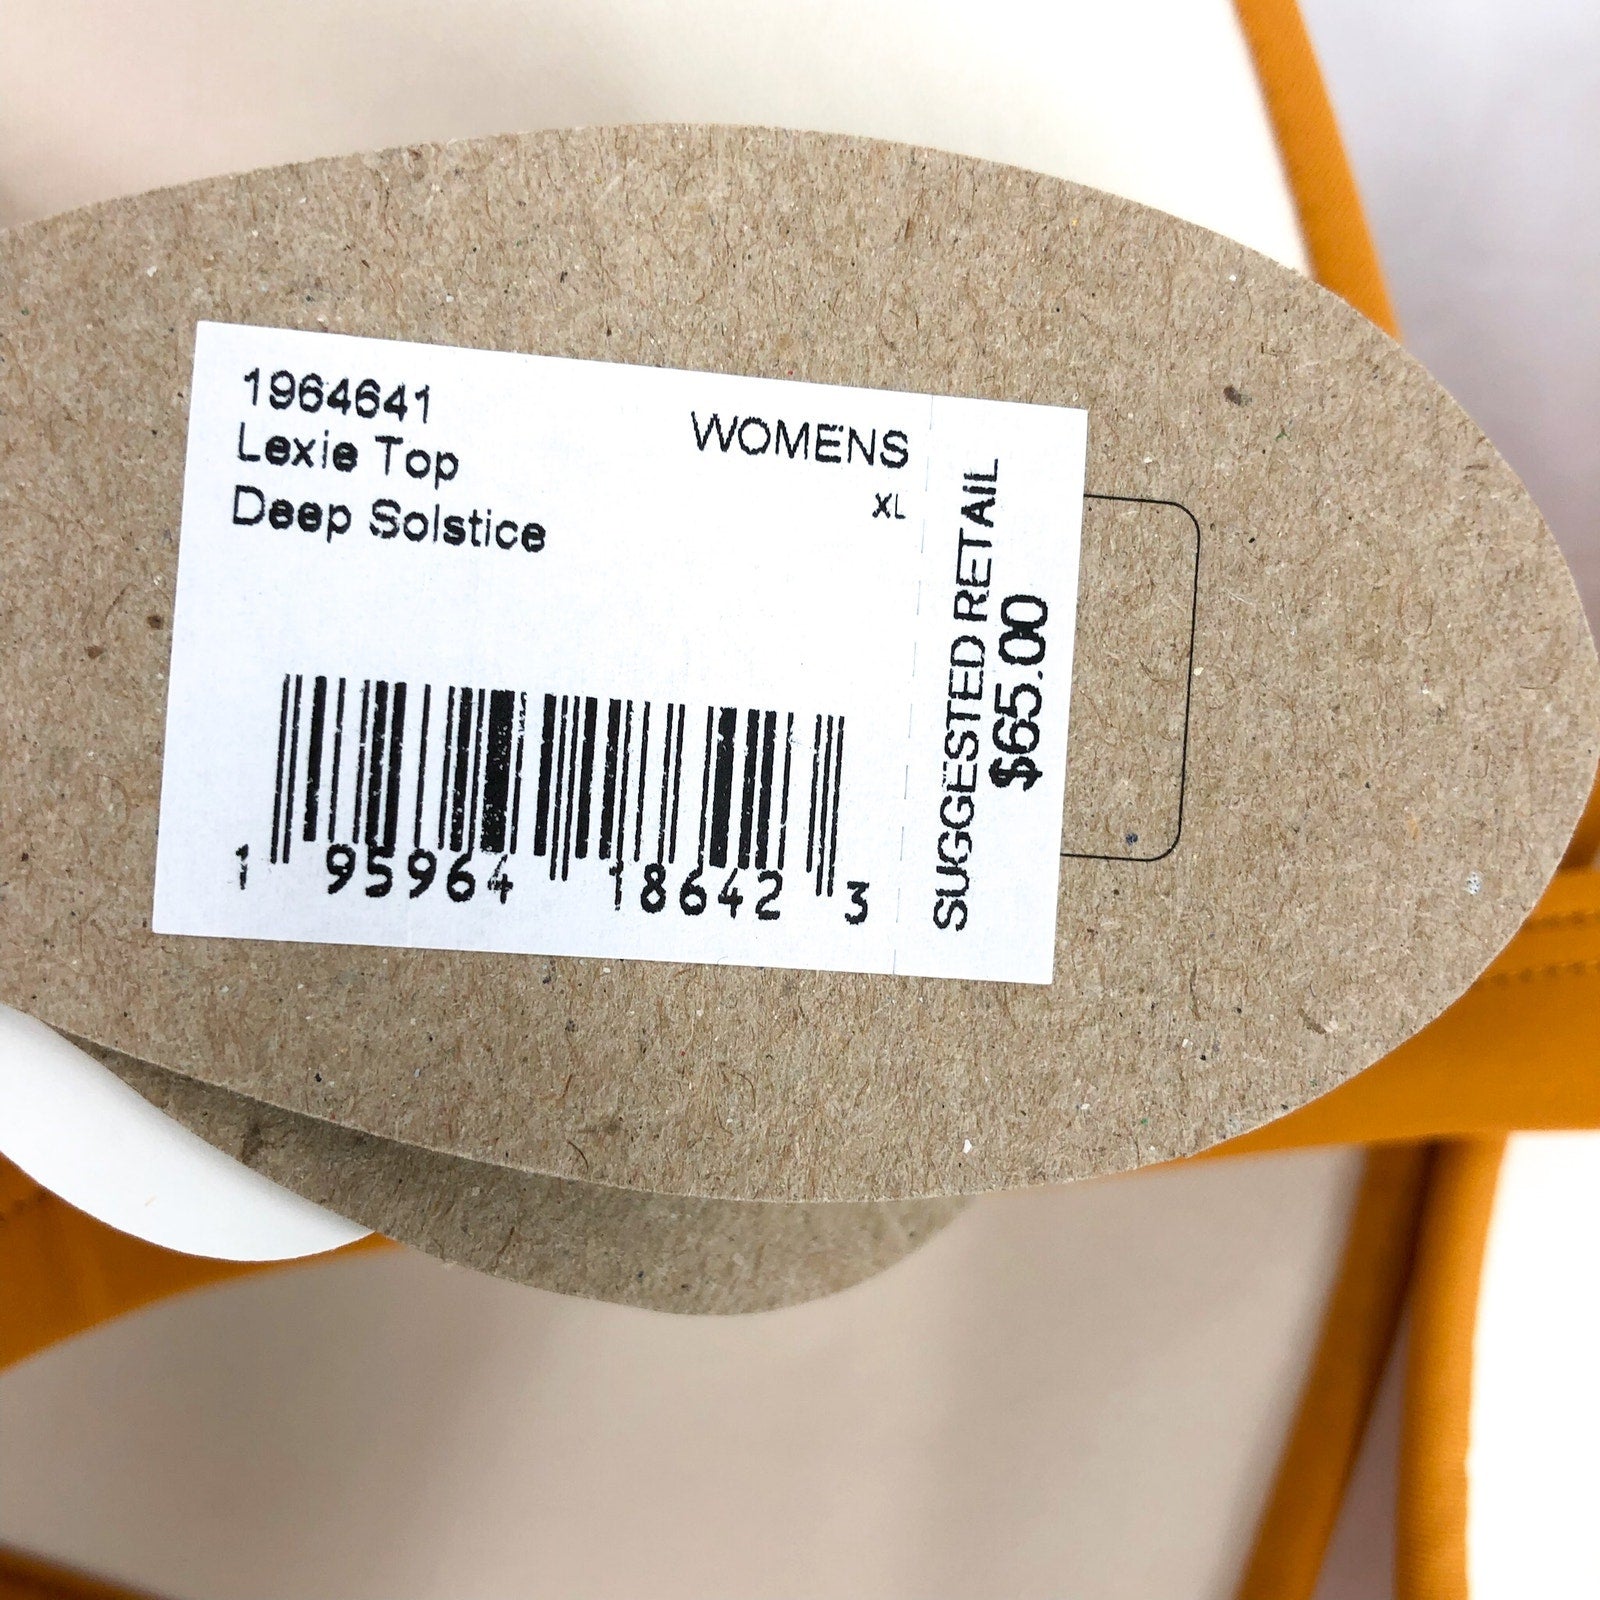 1964641
Lexie Top
Deep Solstice
WOMENS
XL
SUGGESTED RETAIL
$65.00
1 95964 18642 3